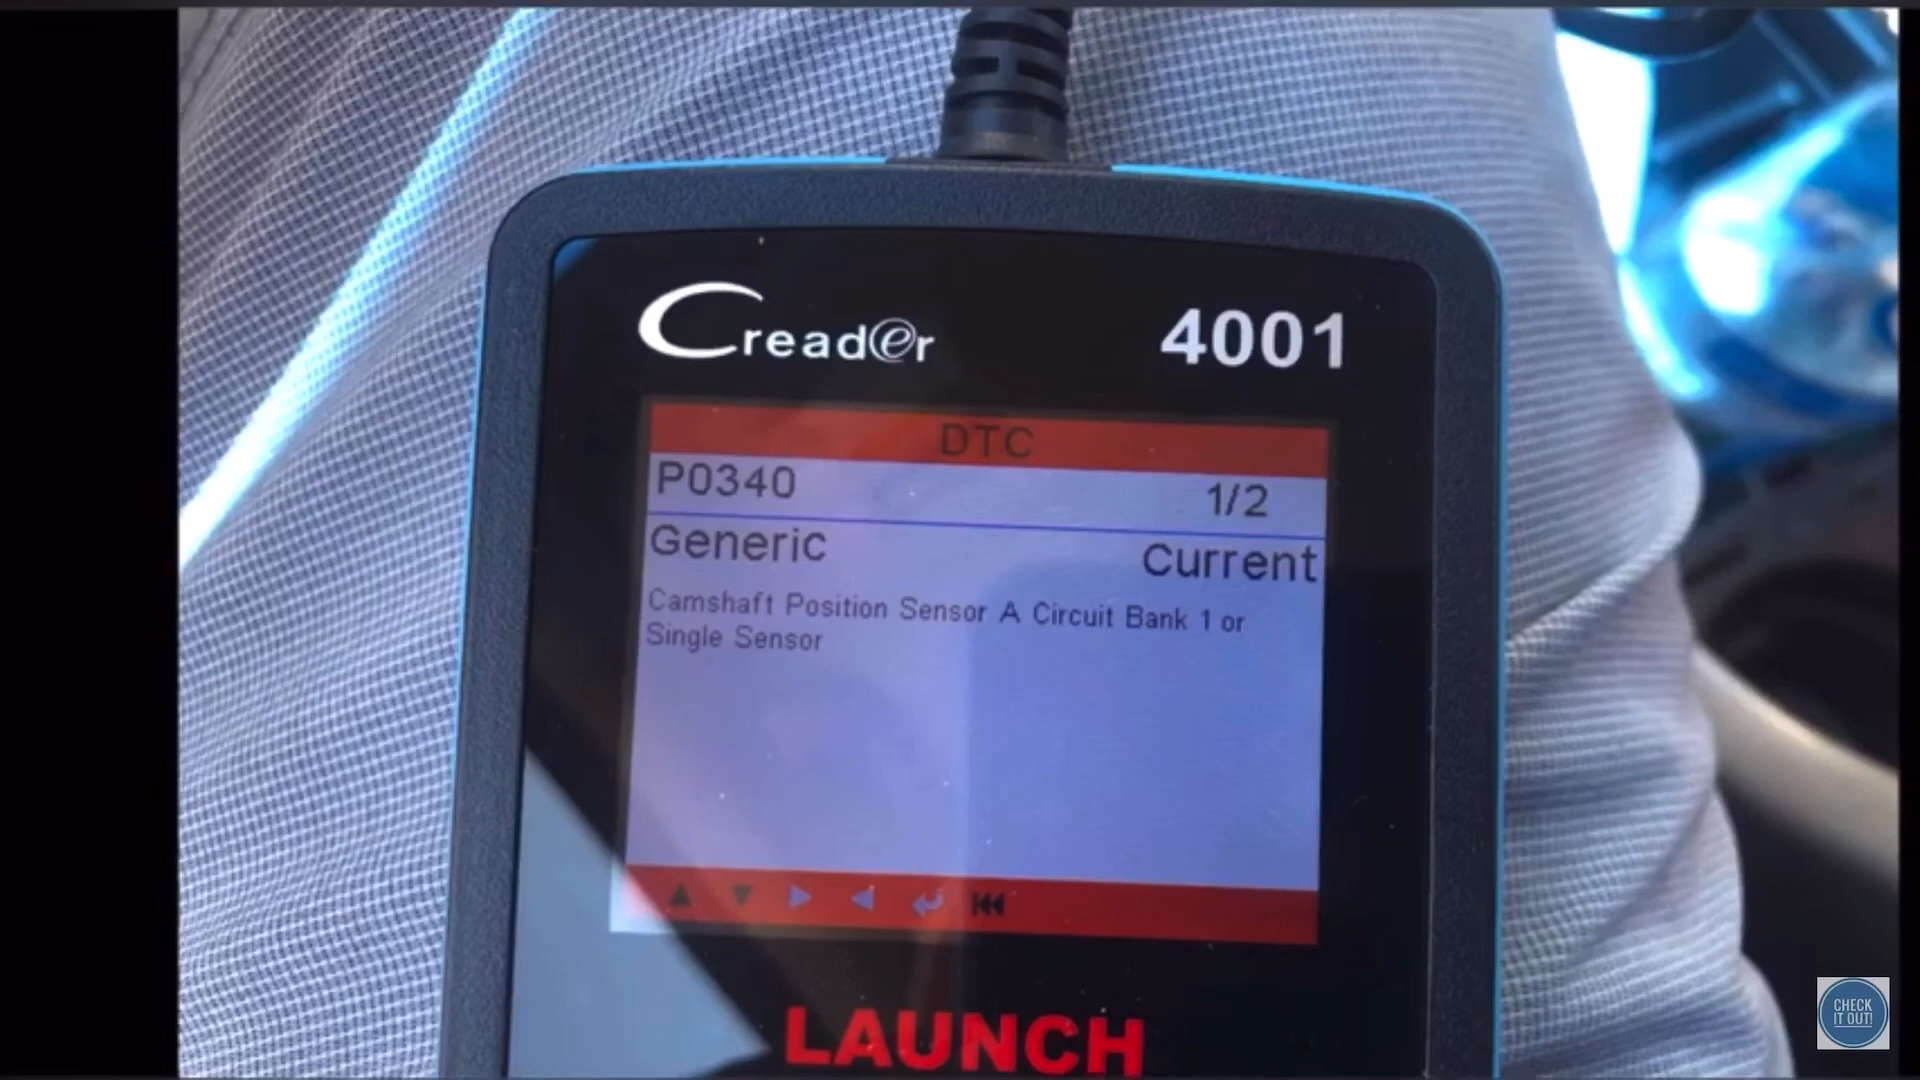 Creader 4001
DTC
P0340 1/2
Generic Current
Camshaft Position Sensor A Circuit Bank 1 or
Single Sensor
LAUNCH
CHECK
IT OUT!